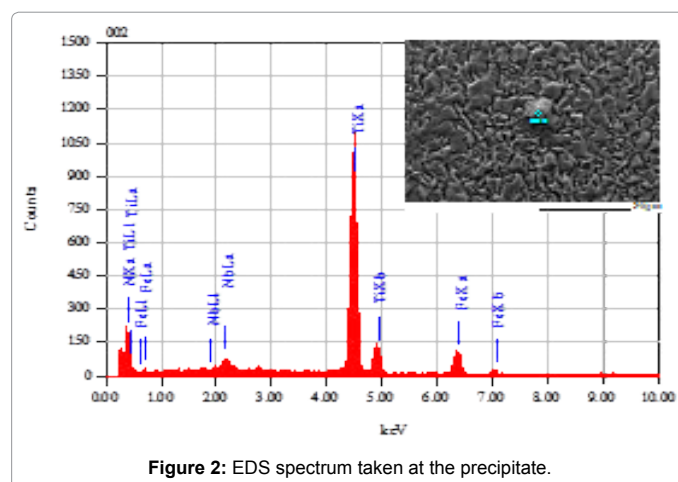 002
1500
1350
1200
1050
900
750
600
450
300
150
0
Counts
NKa
TiLl
TiLa
FeLl
FeLa
NbLl
NbLa
TiKa
TiKb
FeKa
FeKb
0.00 1.00 2.00 3.00 4.00 5.00 6.00 7.00 8.00 9.00 10.00
keV
Figure 2: EDS spectrum taken at the precipitate.